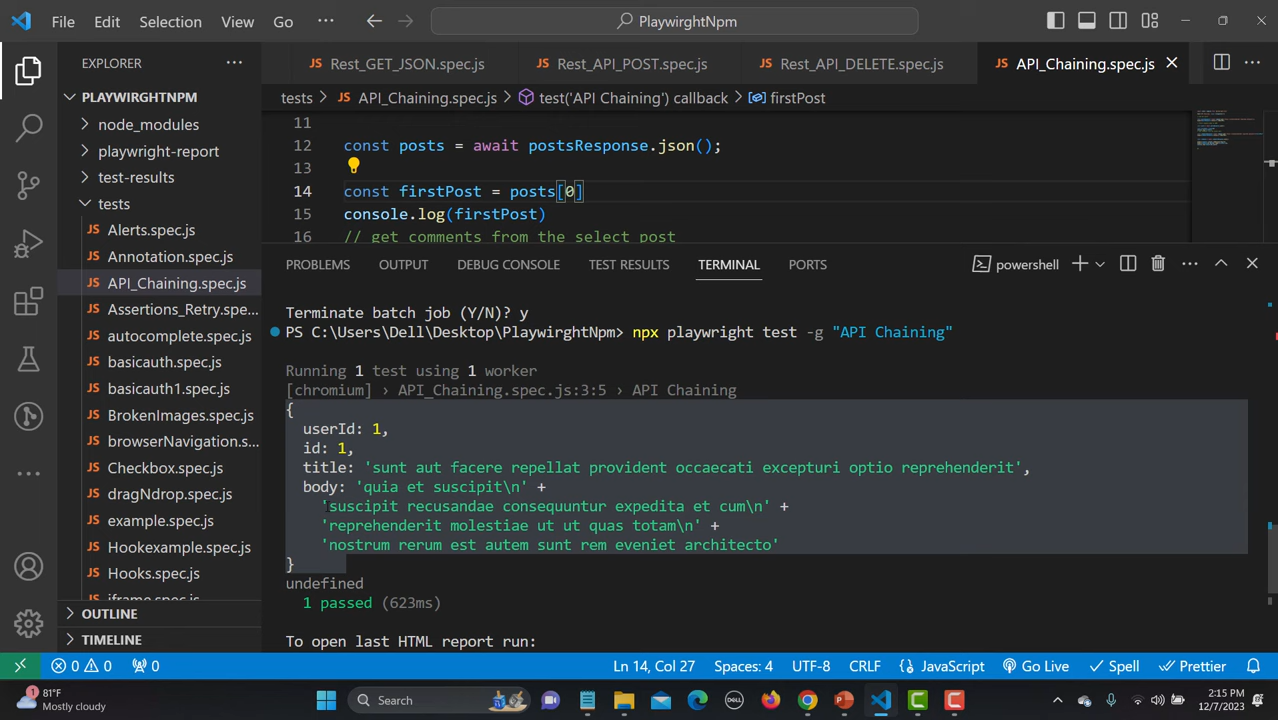 File Edit Selection View Go ··· PlaywirghtNpm
EXPLORER ···
Rest_GET_JSON.spec.js
Rest_API_POST.spec.js
Rest_API_DELETE.spec.js
API_Chaining.spec.js
tests > API_Chaining.spec.js > test('API Chaining') callback > firstPost
PLAYWIRGHTNPM
node_modules
playwright-report
test-results
tests
Alerts.spec.js
Annotation.spec.js
API_Chaining.spec.js
Assertions_Retry.spe...
autocomplete.spec.js
basicauth.spec.js
basicauth1.spec.js
BrokenImages.spec.js
browserNavigation.s...
Checkbox.spec.js
dragNdrop.spec.js
example.spec.js
Hookexample.spec.js
Hooks.spec.js
iframe.spec.js
OUTLINE
TIMELINE
11
12 const posts = await postsResponse.json();
13
14 const firstPost = posts[0]
15 console.log(firstPost)
16 // get comments from the select post
PROBLEMS OUTPUT DEBUG CONSOLE TEST RESULTS TERMINAL PORTS powershell
Terminate batch job (Y/N)? y
PS C:\Users\Dell\Desktop\PlaywirghtNpm> npx playwright test -g "API Chaining"
Running 1 test using 1 worker
[chromium] › API_Chaining.spec.js:3:5 › API Chaining
{
userId: 1,
id: 1,
title: 'sunt aut facere repellat provident occaecati excepturi optio reprehenderit',
body: 'quia et suscipit\n' +
'suscipit recusandae consequuntur expedita et cum\n' +
'reprehenderit molestiae ut ut quas totam\n' +
'nostrum rerum est autem sunt rem eveniet architecto'
}
undefined
1 passed (623ms)
To open last HTML report run:
0 0 0 Ln 14, Col 27 Spaces: 4 UTF-8 CRLF JavaScript Go Live Spell Prettier
81°F
Mostly cloudy
Search
2:15 PM
12/7/2023